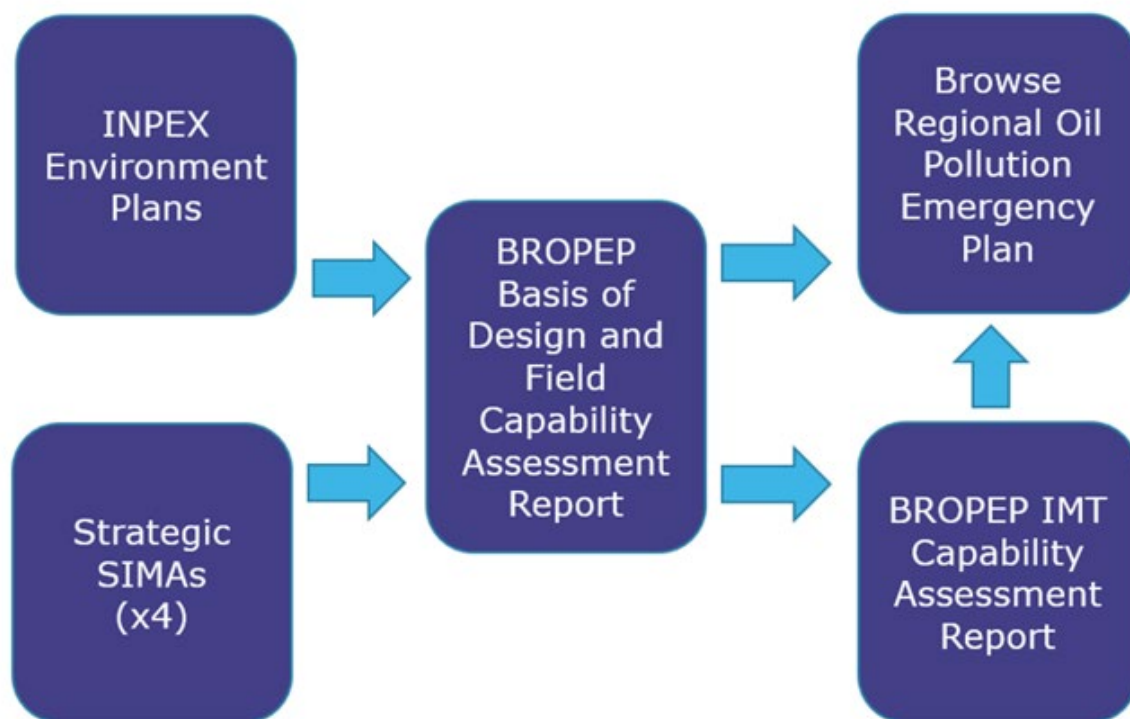 INPEX
Environment
Plans
Strategic
SIMAs
(x4)
BROPEP
Basis of
Design and
Field
Capability
Assessment
Report
Browse
Regional Oil
Pollution
Emergency
Plan
BROPEP IMT
Capability
Assessment
Report